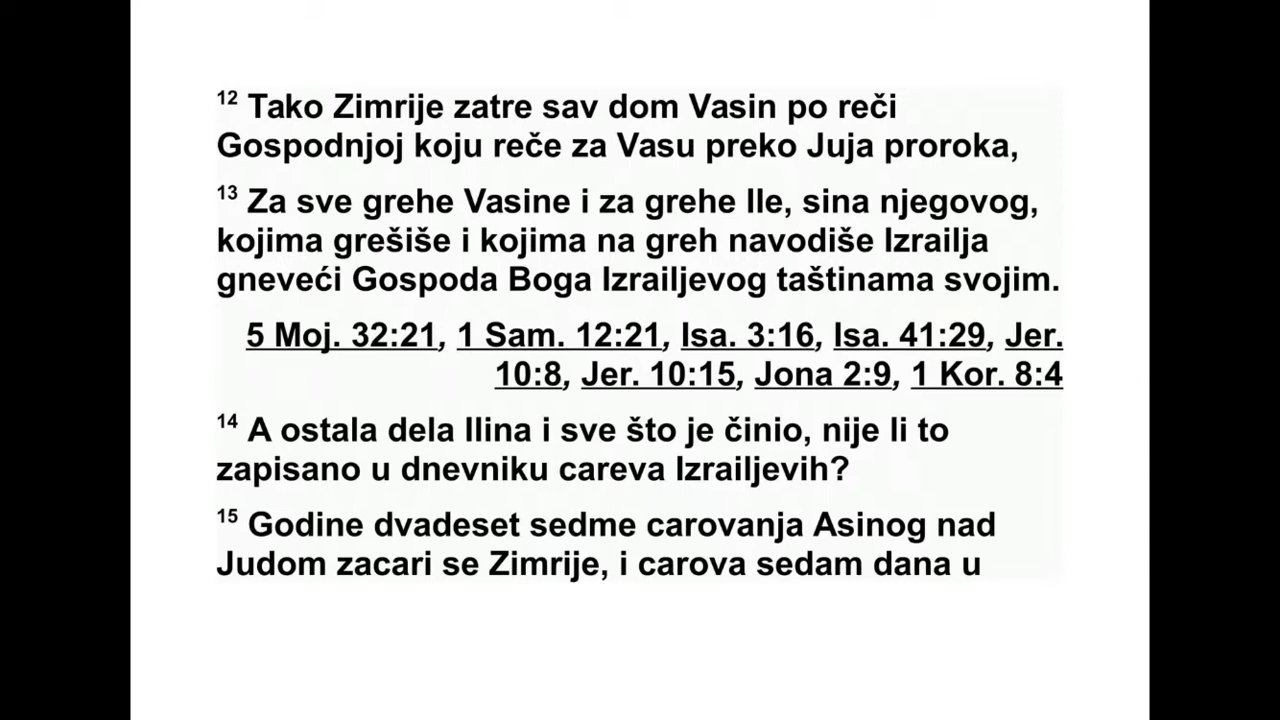 12 Tako Zimrije zatre sav dom Vasin po reči
Gospodnjoj koju reče za Vasu preko Juja proroka,
13 Za sve grehe Vasine i za grehe Ile, sina njegovog,
kojima grešiše i kojima na greh navodiše Izrailja
gneveći Gospoda Boga Izrailjevog taštinama svojim.
5 Moj. 32:21, 1 Sam. 12:21, Isa. 3:16, Isa. 41:29, Jer.
10:8, Jer. 10:15, Jona 2:9, 1 Kor. 8:4
14 A ostala dela Ilina i sve što je činio, nije li to
zapisano u dnevniku careva Izrailjevih?
15 Godine dvadeset sedme carovanja Asinog nad
Judom zacari se Zimrije, i carova sedam dana u